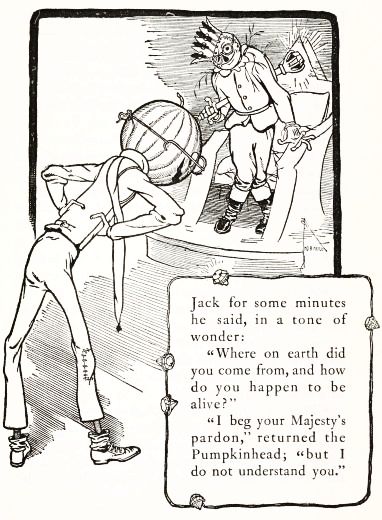 Jack for some minutes
he said, in a tone of
wonder:
"Where on earth did
you come from, and how
do you happen to be
alive?"
"I beg your Majesty's
pardon," returned the
Pumpkinhead; "but I
do not understand you."